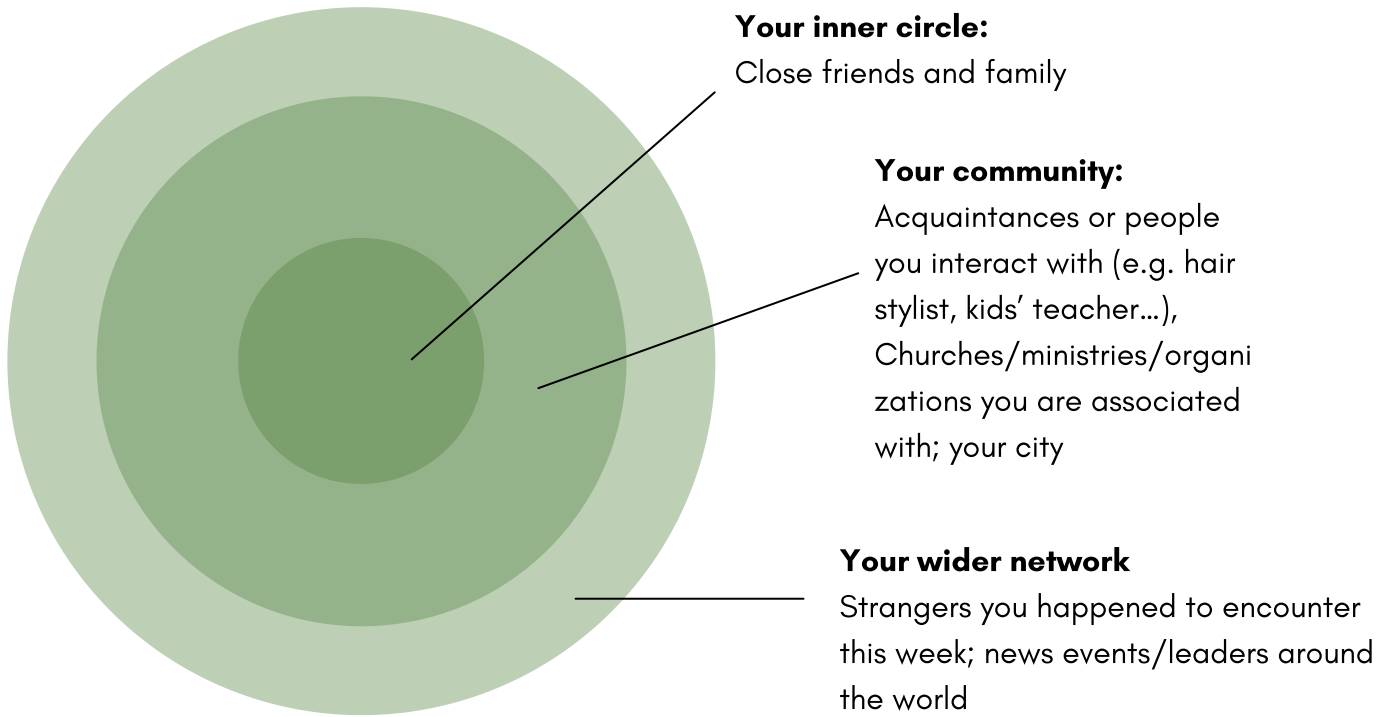 Your inner circle:
Close friends and family
Your community:
Acquaintances or people
you interact with (e.g. hair
stylist, kids’ teacher...),
Churches/ministries/organi
zations you are associated
with; your city
Your wider network
Strangers you happened to encounter
this week; news events/leaders around
the world